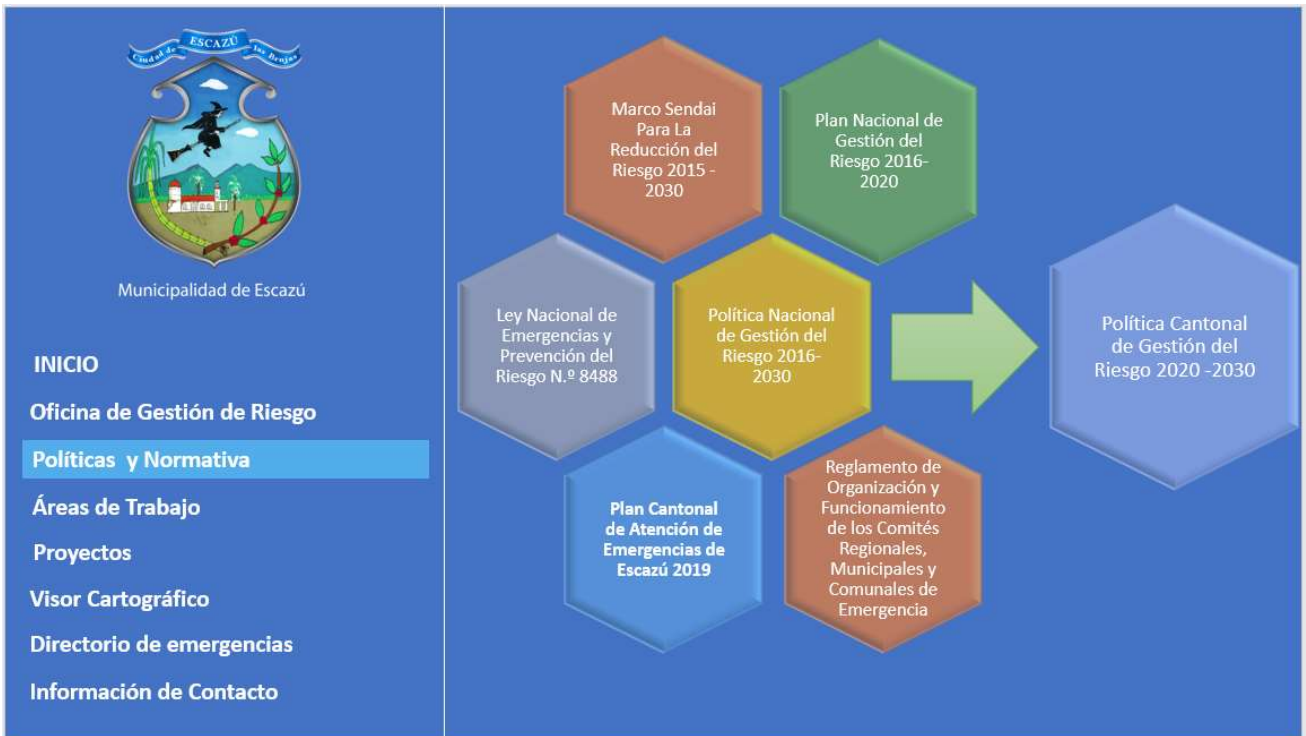 Ciudad de ESCAZÚ las Brujas
Municipalidad de Escazú
INICIO
Oficina de Gestión de Riesgo
Políticas y Normativa
Áreas de Trabajo
Proyectos
Visor Cartográfico
Directorio de emergencias
Información de Contacto
Marco Sendai
Para La
Reducción del
Riesgo 2015 -
2030
Plan Nacional de
Gestión del
Riesgo 2016-
2020
Ley Nacional de
Emergencias y
Prevención del
Riesgo N.º 8488
Política Nacional
de Gestión del
Riesgo 2016-
2030
Política Cantonal
de Gestión del
Riesgo 2020 -2030
Plan Cantonal
de Atención de
Emergencias de
Escazú 2019
Reglamento de
Organización y
Funcionamiento
de los Comités
Regionales,
Municipales y
Comunales de
Emergencia